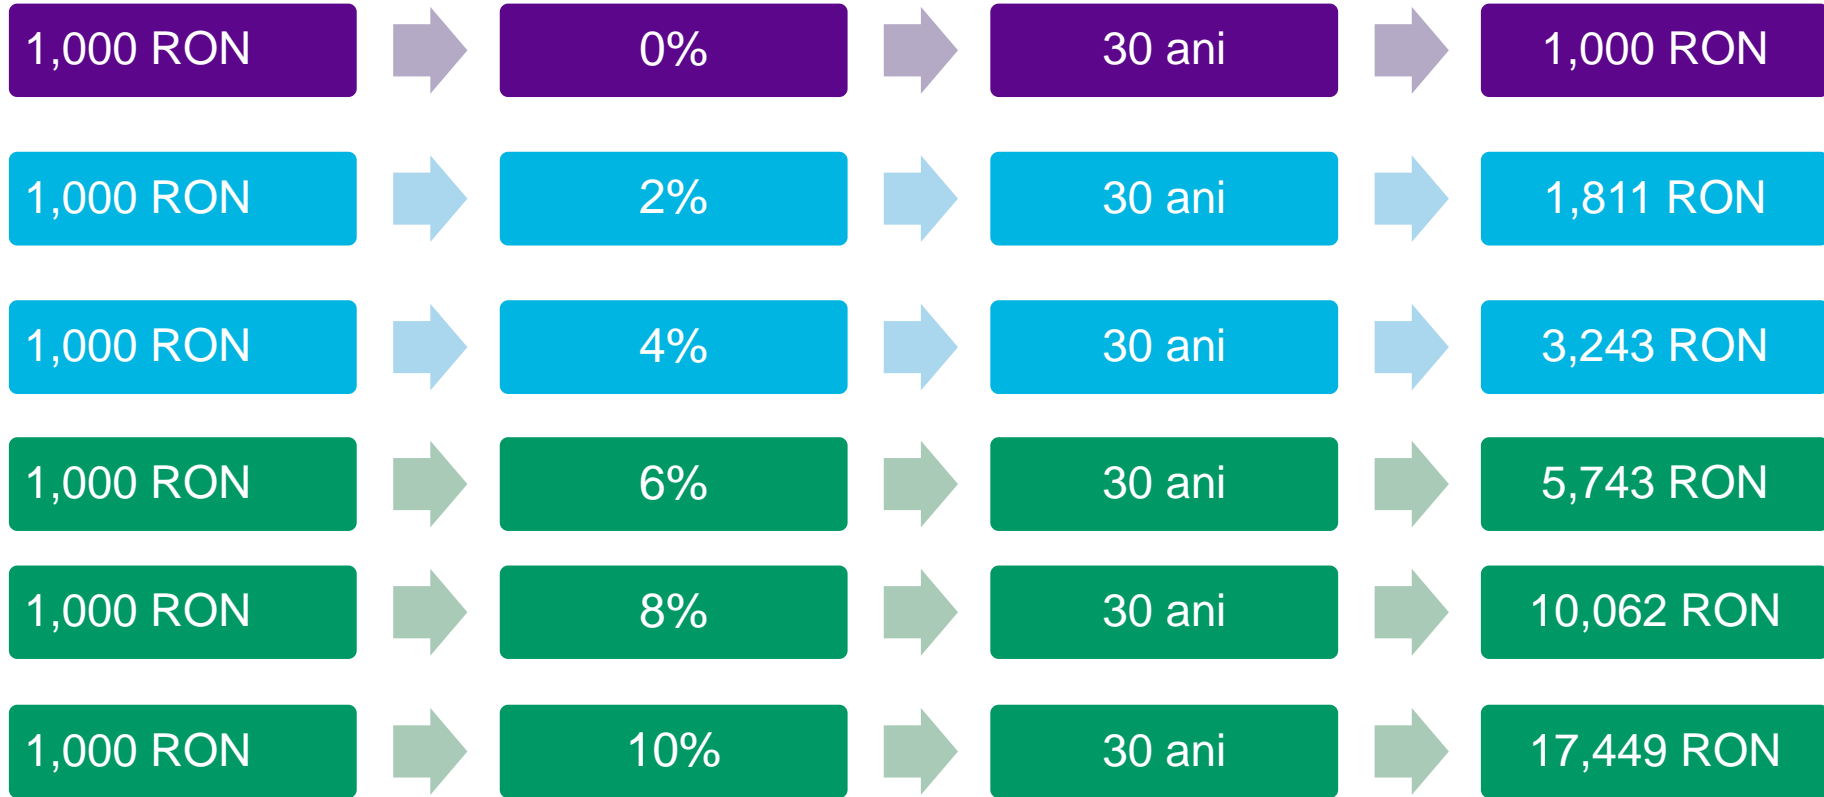 1,000 RON 0% 30 ani 1,000 RON
1,000 RON 2% 30 ani 1,811 RON
1,000 RON 4% 30 ani 3,243 RON
1,000 RON 6% 30 ani 5,743 RON
1,000 RON 8% 30 ani 10,062 RON
1,000 RON 10% 30 ani 17,449 RON